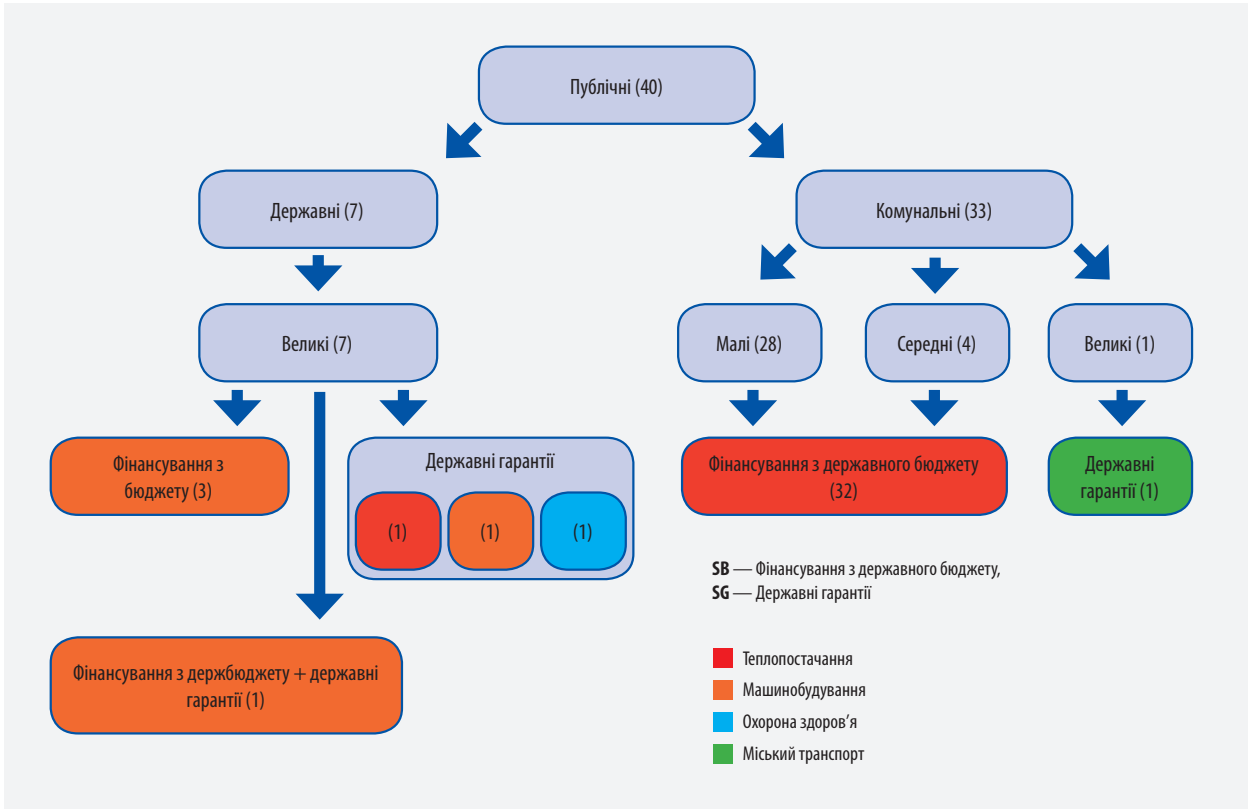 Публічні (40)
Державні (7)
Комунальні (33)
Великі (7)
Малі (28)
Середні (4)
Великі (1)
Фінансування з
бюджету (3)
Державні гарантії
(1)
(1)
(1)
Фінансування з державного бюджету
(32)
Державні
гарантії (1)
Фінансування з держбюджету + державні
гарантії (1)
SB — Фінансування з державного бюджету,
SG — Державні гарантії
Теплопостачання
Машинобудування
Охорона здоров’я
Міський транспорт